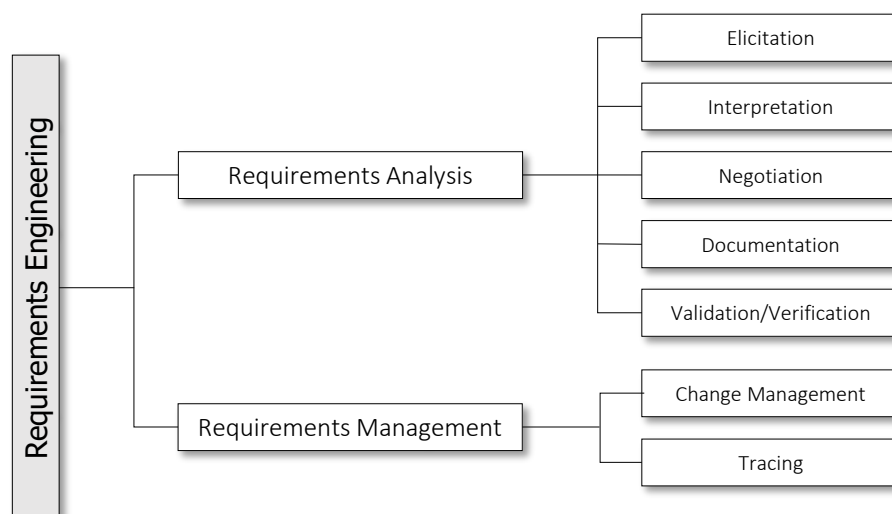 Requirements Engineering
Requirements Analysis
Elicitation
Interpretation
Negotiation
Documentation
Validation/Verification
Requirements Management
Change Management
Tracing